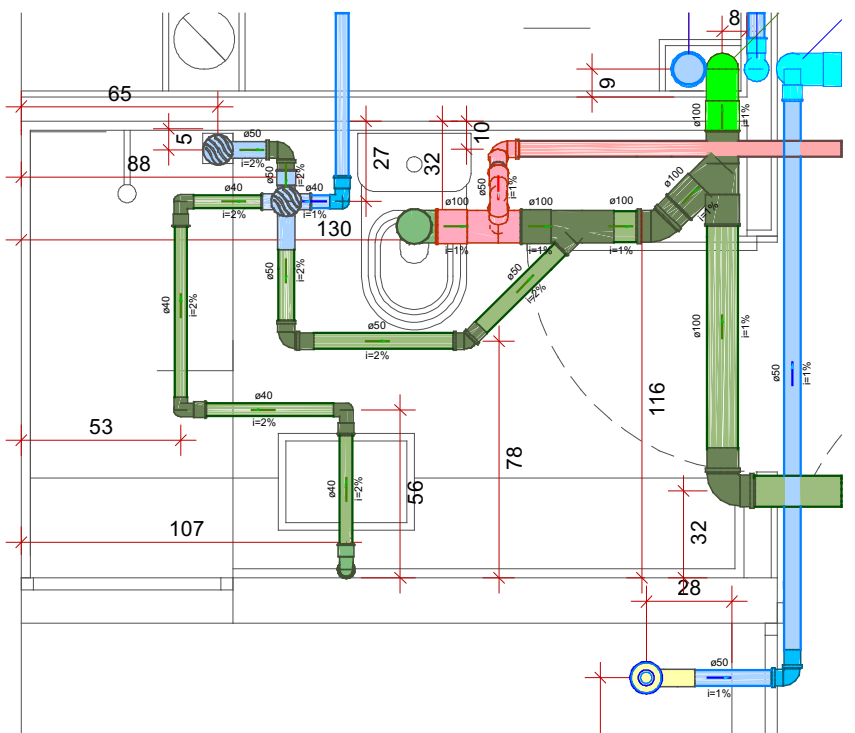 8
65
9
ø100
i=1%
5
ø50
i=2%
10
27
32
88
ø50
i=2%
ø100
ø50
i=1%
ø40
i=2%
ø40
i=1%
i=1%
130
ø100
i=1%
ø100
i=1%
ø100
i=1%
ø50
i=2%
ø50
i=2%
ø40
i=2%
ø50
i=2%
ø100
i=1%
ø50
i=1%
ø40
i=2%
116
53
78
ø40
i=2%
56
107
32
28
ø50
i=1%